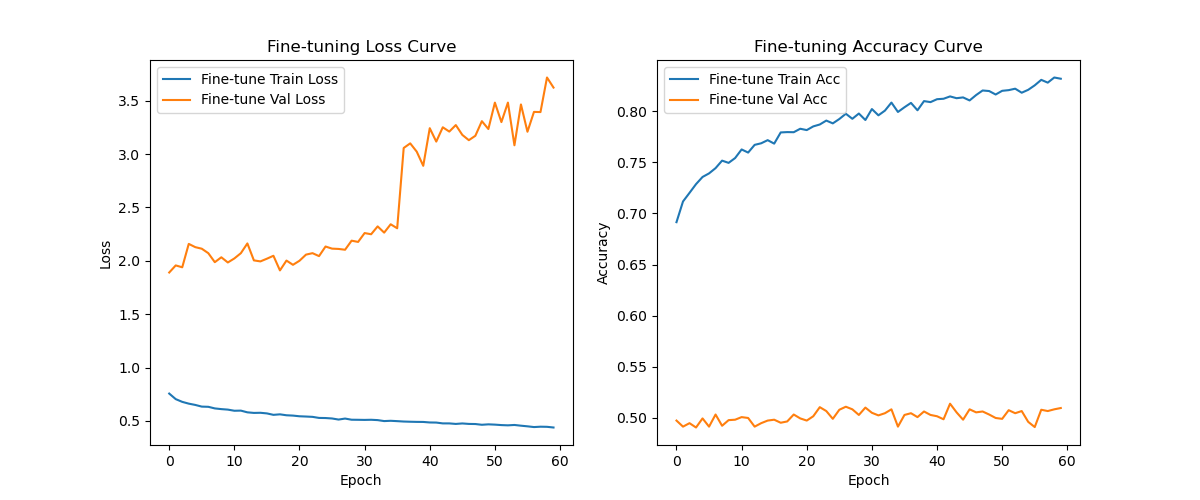 Fine-tuning Loss Curve
Fine-tune Train Loss
Fine-tune Val Loss
3.5
3.0
2.5
2.0
1.5
1.0
0.5
Loss
0 10 20 30 40 50 60
Epoch
Fine-tuning Accuracy Curve
Fine-tune Train Acc
Fine-tune Val Acc
0.80
0.75
0.70
0.65
0.60
0.55
0.50
Accuracy
0 10 20 30 40 50 60
Epoch